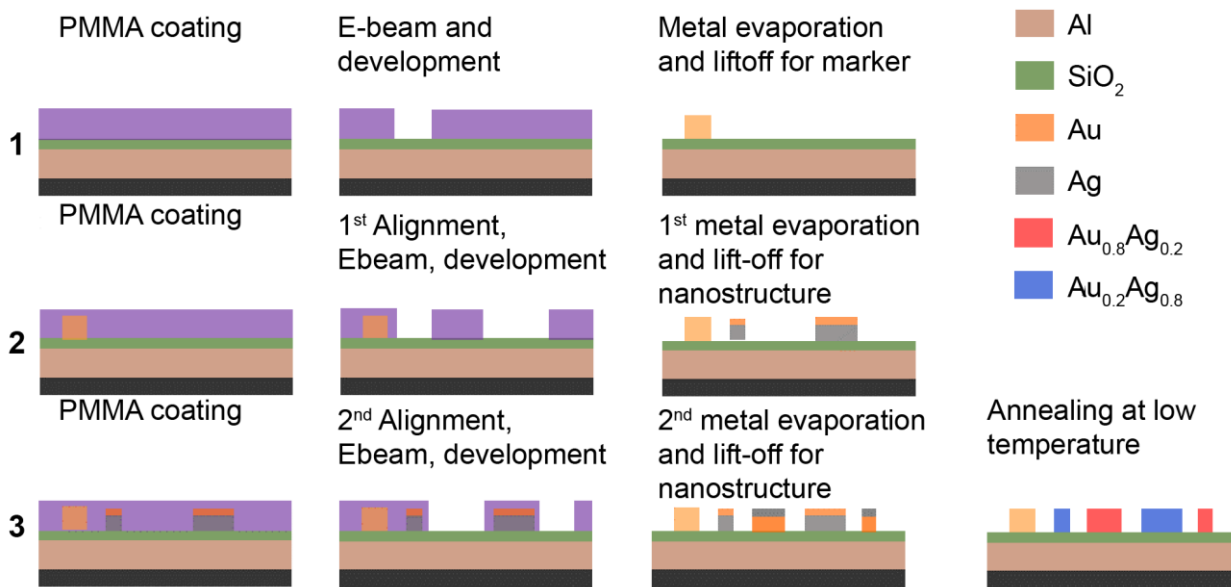 PMMA coating
E-beam and
development
Metal evaporation
and liftoff for marker
1
PMMA coating
1st Alignment,
Ebeam, development
1st metal evaporation
and lift-off for
nanostructure
2
PMMA coating
2nd Alignment,
Ebeam, development
2nd metal evaporation
and lift-off for
nanostructure
Annealing at low
temperature
3
Al
SiO2
Au
Ag
Au0.8Ag0.2
Au0.2Ag0.8